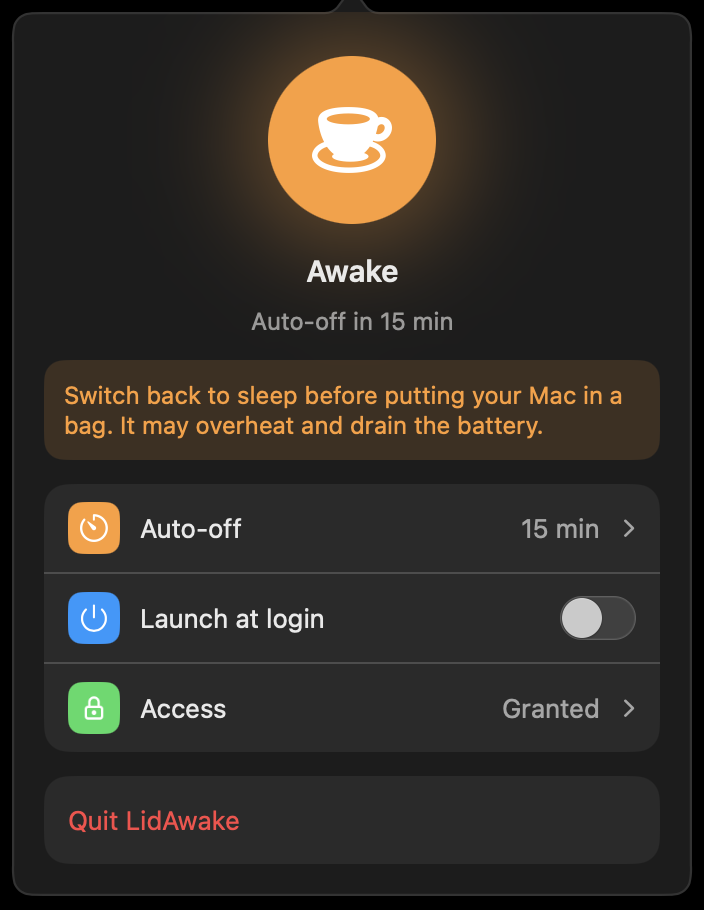 Awake
Auto-off in 15 min
Switch back to sleep before putting your Mac in a
bag. It may overheat and drain the battery.
Auto-off 15 min
Launch at login
Access Granted
Quit LidAwake